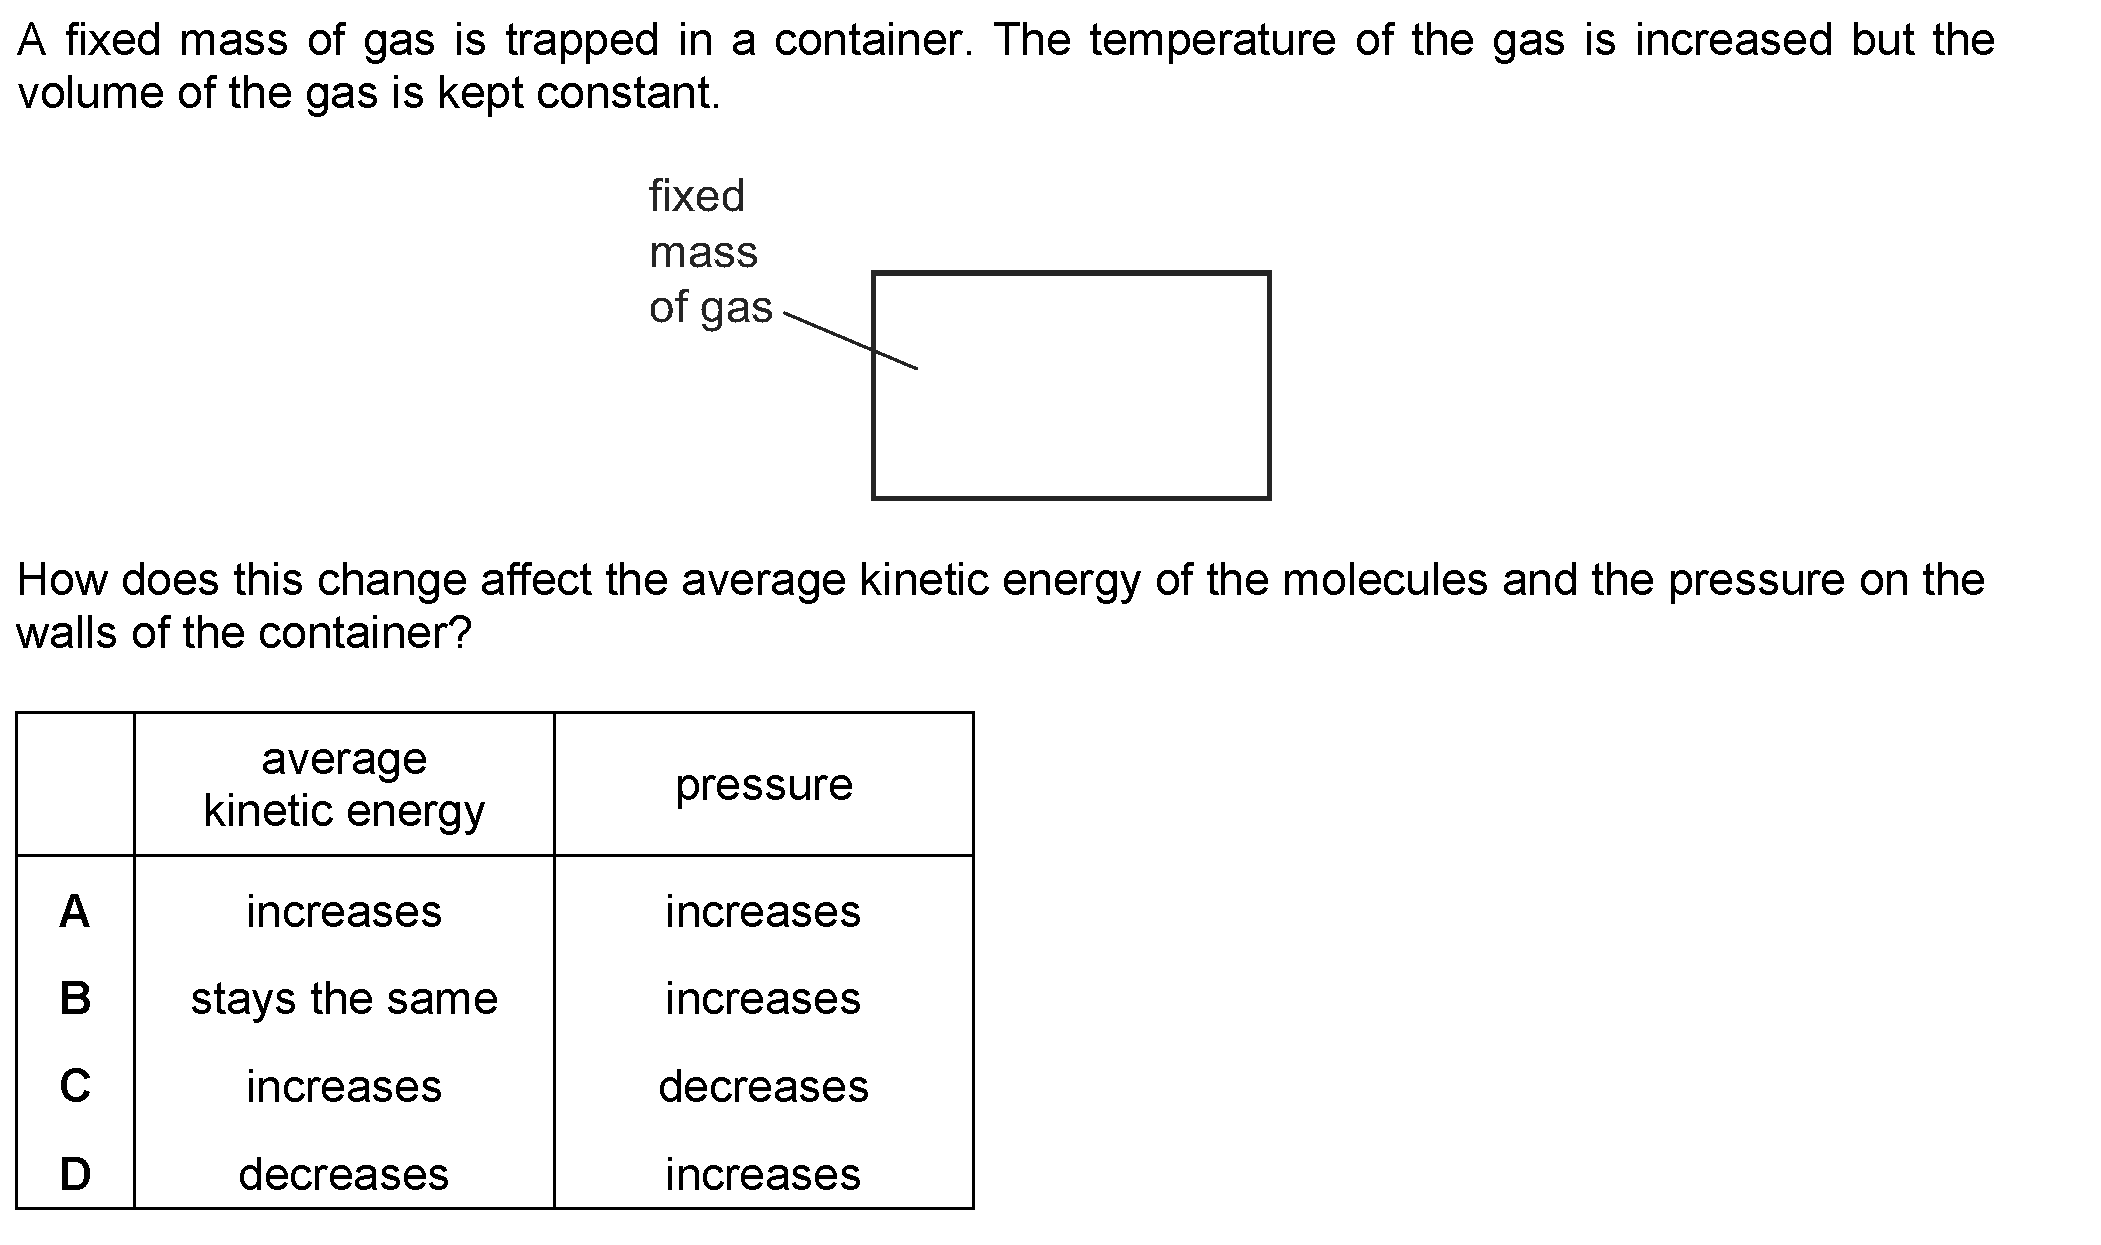 A fixed mass of gas is trapped in a container. The temperature of the gas is increased but the
volume of the gas is kept constant.
fixed
mass
of gas
How does this change affect the average kinetic energy of the molecules and the pressure on the
walls of the container?
average
kinetic energy
pressure
A increases increases
B stays the same increases
C increases decreases
D decreases increases